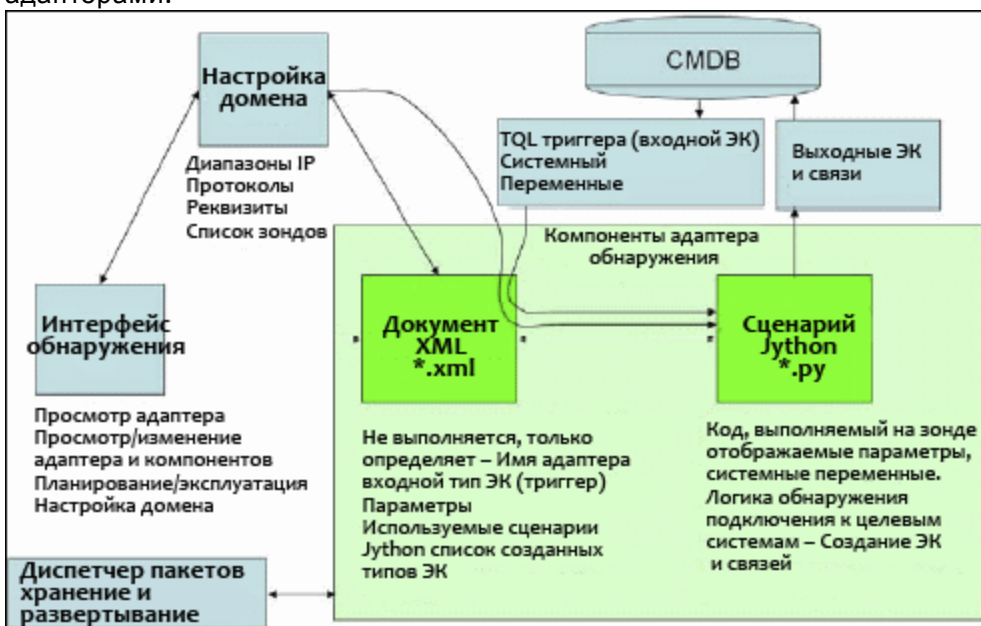 адаптерами.
CMDB
Настройка
домена
Диапазоны IP
Протоколы
Реквизиты
Список зондов
TQL триггера (входной ЭК)
Системный
Переменные
Выходные ЭК
и связи
Компоненты адаптера
обнаружения
Интерфейс
обнаружения
Документ
XML
*.xml
Сценарий
Jython
*.py
Просмотр адаптера
Просмотр/изменение
адаптера и компонентов
Планирование/эксплуатация
Настройка домена
Не выполняется, только
определяет – Имя адаптера
входной тип ЭК (триггер)
Параметры
Используемые сценарии
Jython список созданных
типов ЭК
Код, выполняемый на зонде
отображаемые параметры,
системные переменные.
Логика обнаружения
подключения к целевым
системам – Создание ЭК
и связей
Диспетчер пакетов
хранение и
развертывание